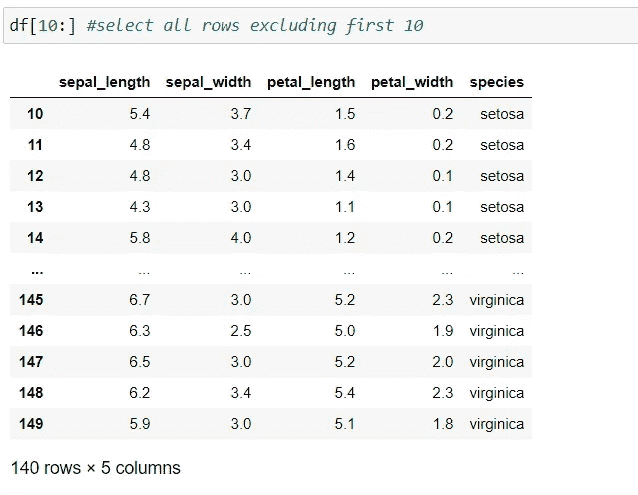 df[10:] #select all rows excluding first 10
sepal_length sepal_width petal_length petal_width species
10 5.4 3.7 1.5 0.2 setosa
11 4.8 3.4 1.6 0.2 setosa
12 4.8 3.0 1.4 0.1 setosa
13 4.3 3.0 1.1 0.1 setosa
14 5.8 4.0 1.2 0.2 setosa
... ... ... ... ... ...
145 6.7 3.0 5.2 2.3 virginica
146 6.3 2.5 5.0 1.9 virginica
147 6.5 3.0 5.2 2.0 virginica
148 6.2 3.4 5.4 2.3 virginica
149 5.9 3.0 5.1 1.8 virginica
140 rows × 5 columns